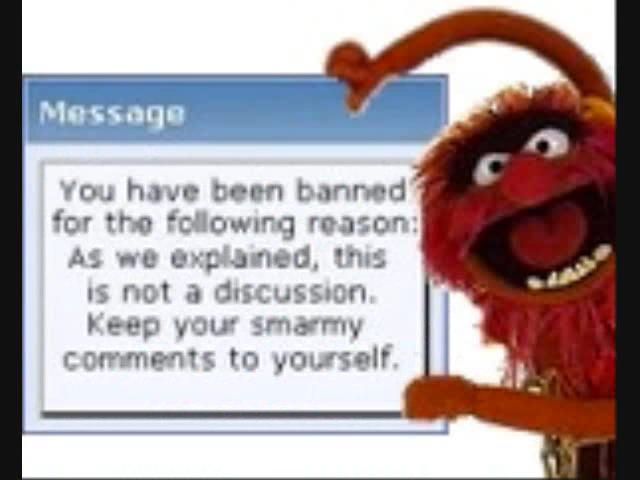 Message
You have been banned
for the following reason:
As we explained, this
is not a discussion.
Keep your smarmy
comments to yourself.